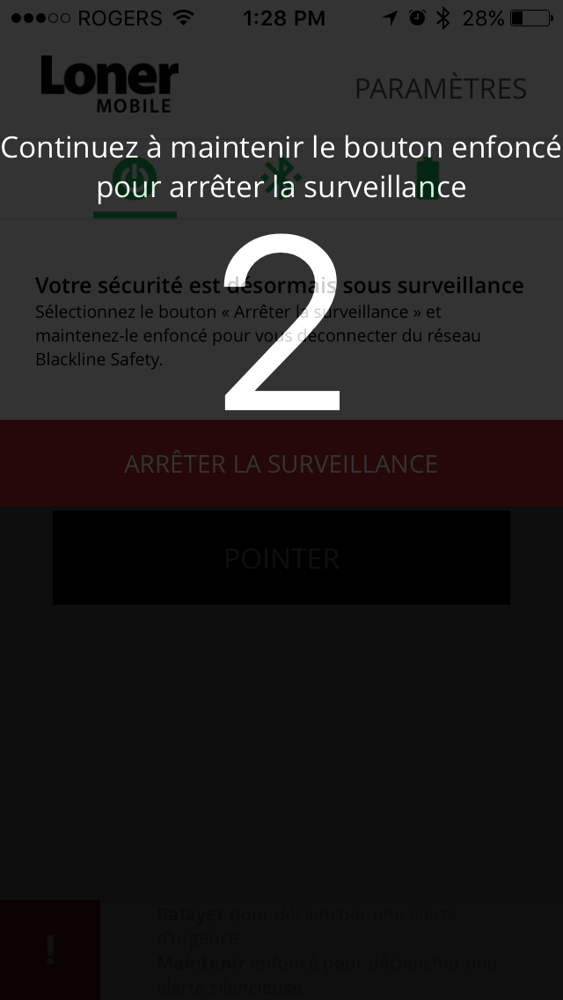 ROGERS 1:28 PM 28%
Loner
MOBILE
PARAMÈTRES
Continuez à maintenir le bouton enfoncé
pour arrêter la surveillance
2
Votre sécurité est désormais sous surveillance
Sélectionnez le bouton « Arrêter la surveillance » et
maintenez-le enfoncé pour vous déconnecter du réseau
Blackline Safety.
ARRÊTER LA SURVEILLANCE
POINTER
!
Balayer pour déclencher une alerte
d'urgence
Maintenir enfoncé pour déclencher une
alerte silencieuse